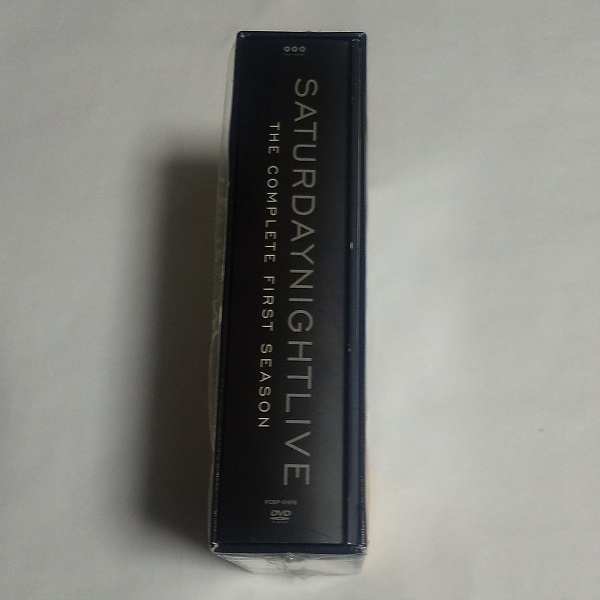 SATURDAYNIGHTLIVE
THE COMPLETE FIRST SEASON
DVD